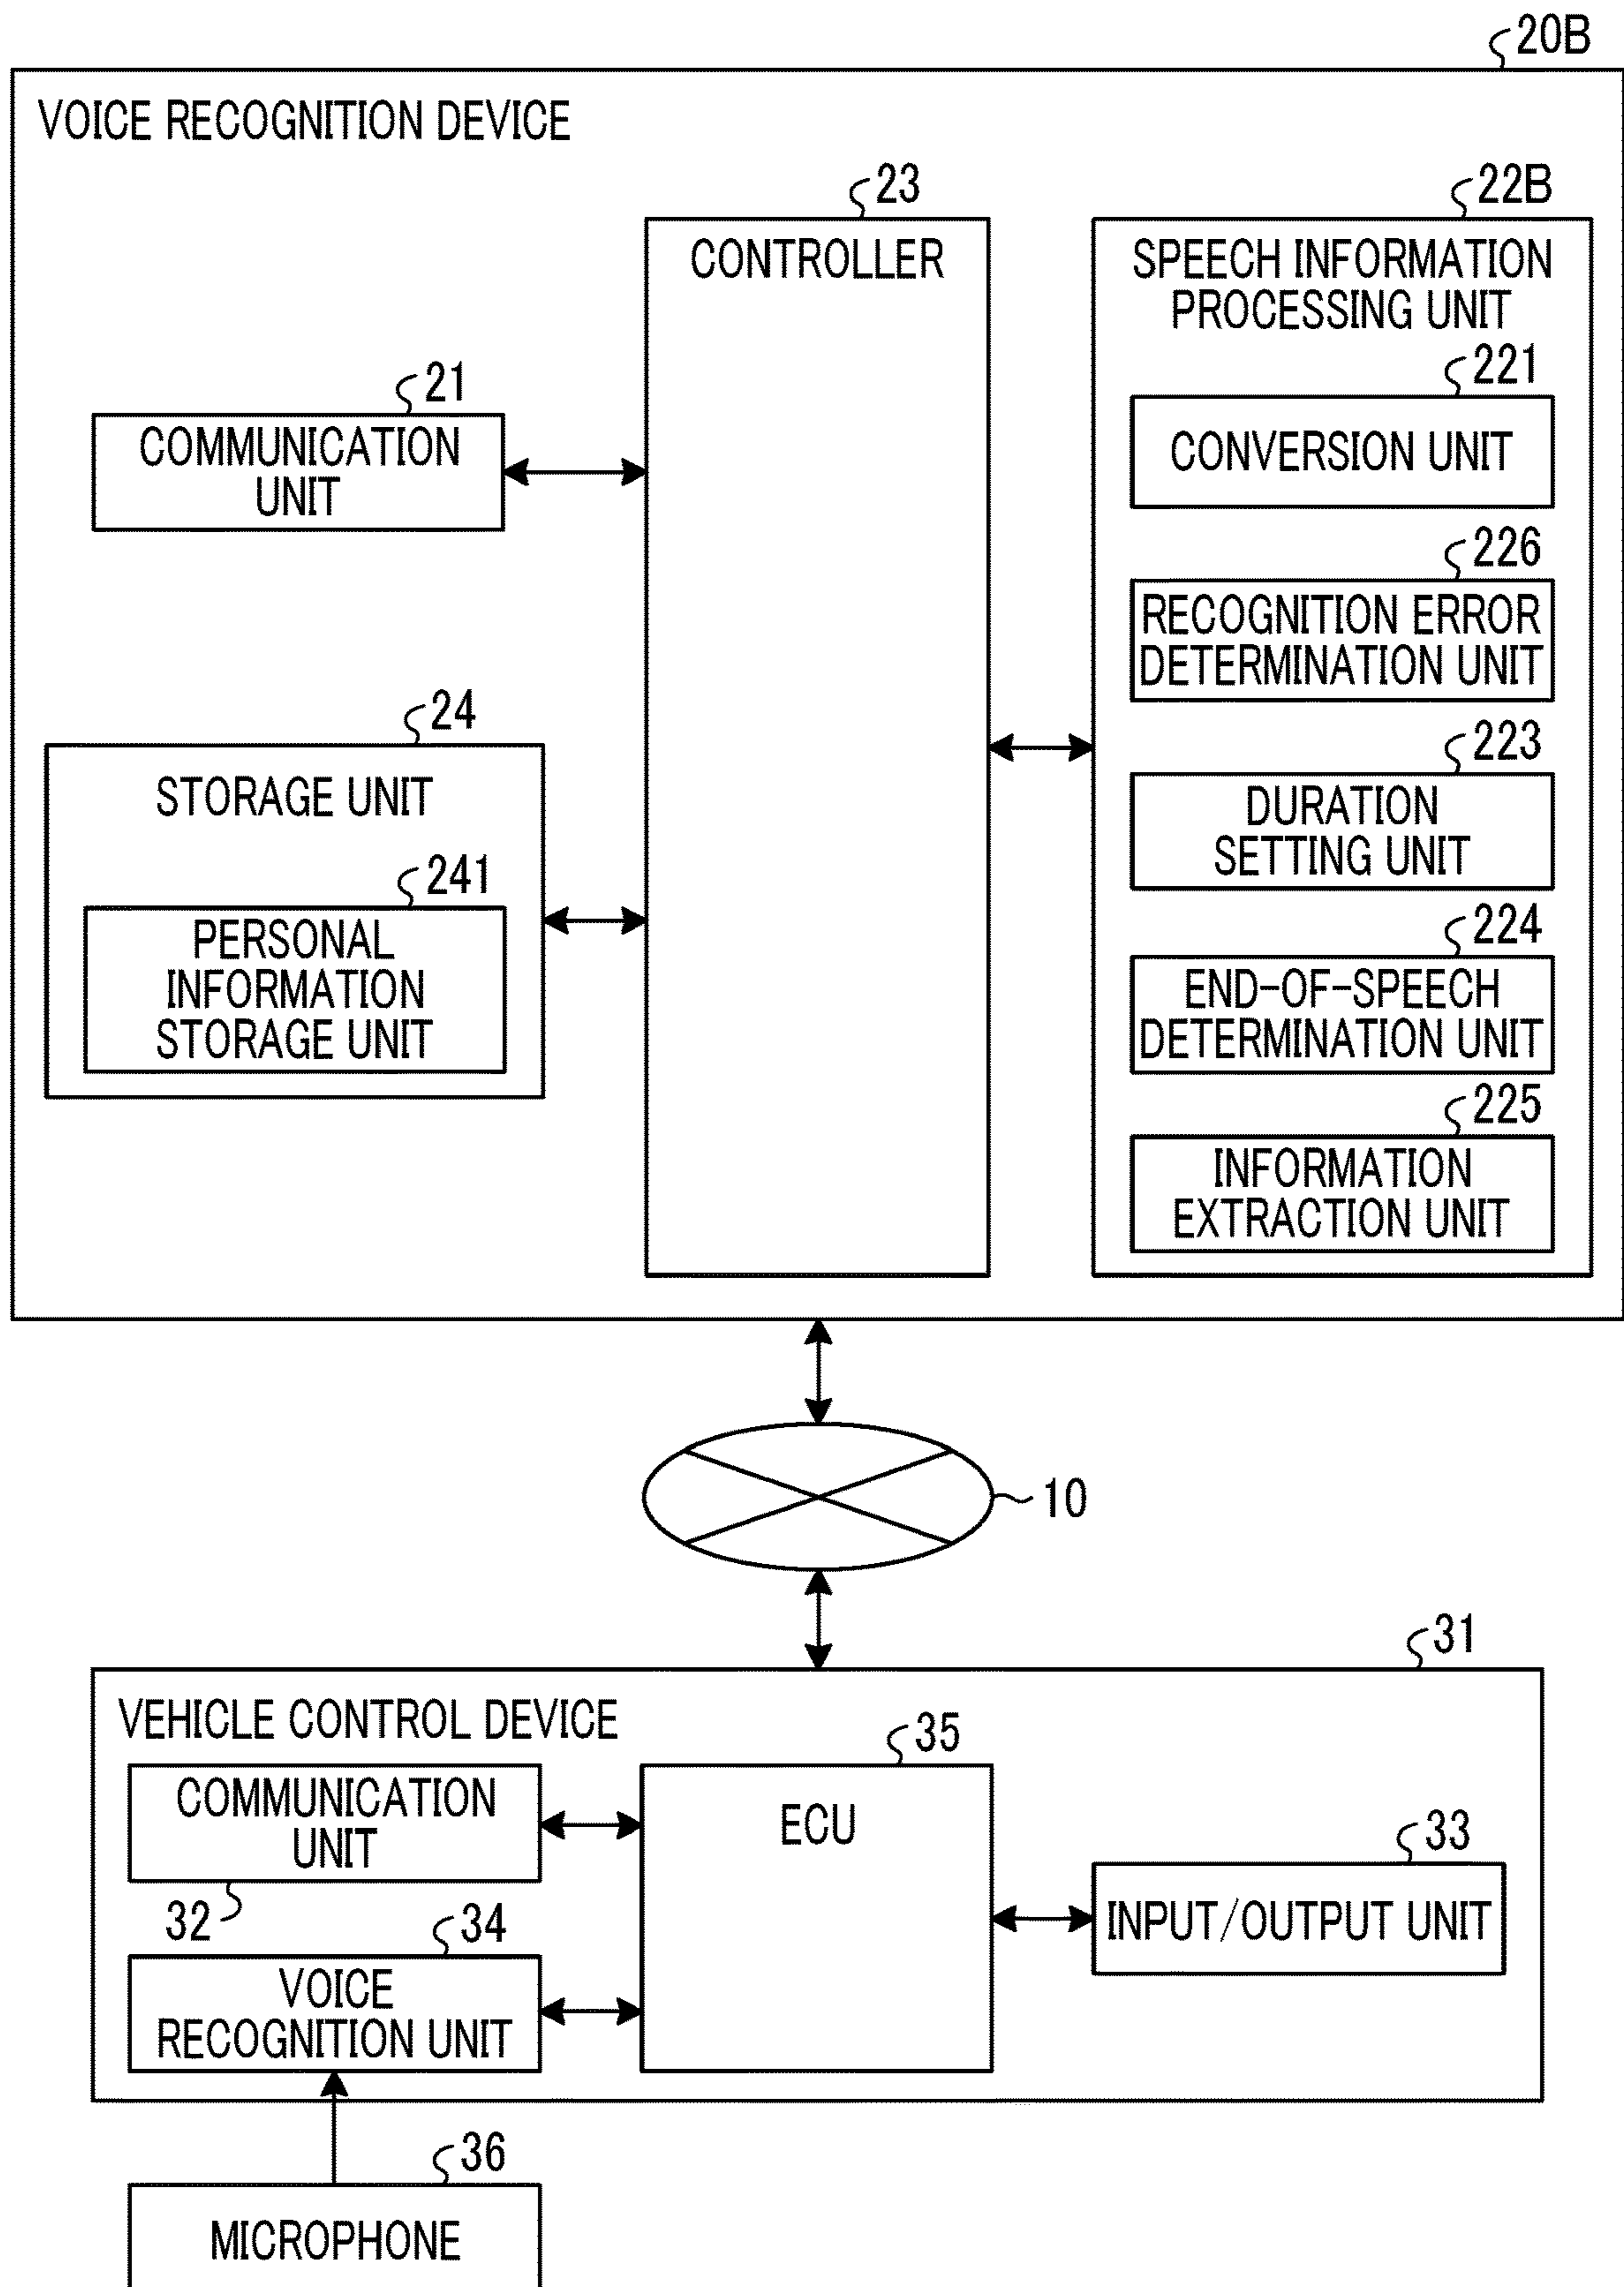 20B
VOICE RECOGNITION DEVICE
23
CONTROLLER
22B
SPEECH INFORMATION
PROCESSING UNIT
21
COMMUNICATION
UNIT
221
CONVERSION UNIT
226
RECOGNITION ERROR
DETERMINATION UNIT
24
STORAGE UNIT
241
PERSONAL
INFORMATION
STORAGE UNIT
223
DURATION
SETTING UNIT
224
END-OF-SPEECH
DETERMINATION UNIT
225
INFORMATION
EXTRACTION UNIT
10
31
VEHICLE CONTROL DEVICE
COMMUNICATION
UNIT
32
35
ECU
33
INPUT/OUTPUT UNIT
34
VOICE
RECOGNITION UNIT
36
MICROPHONE